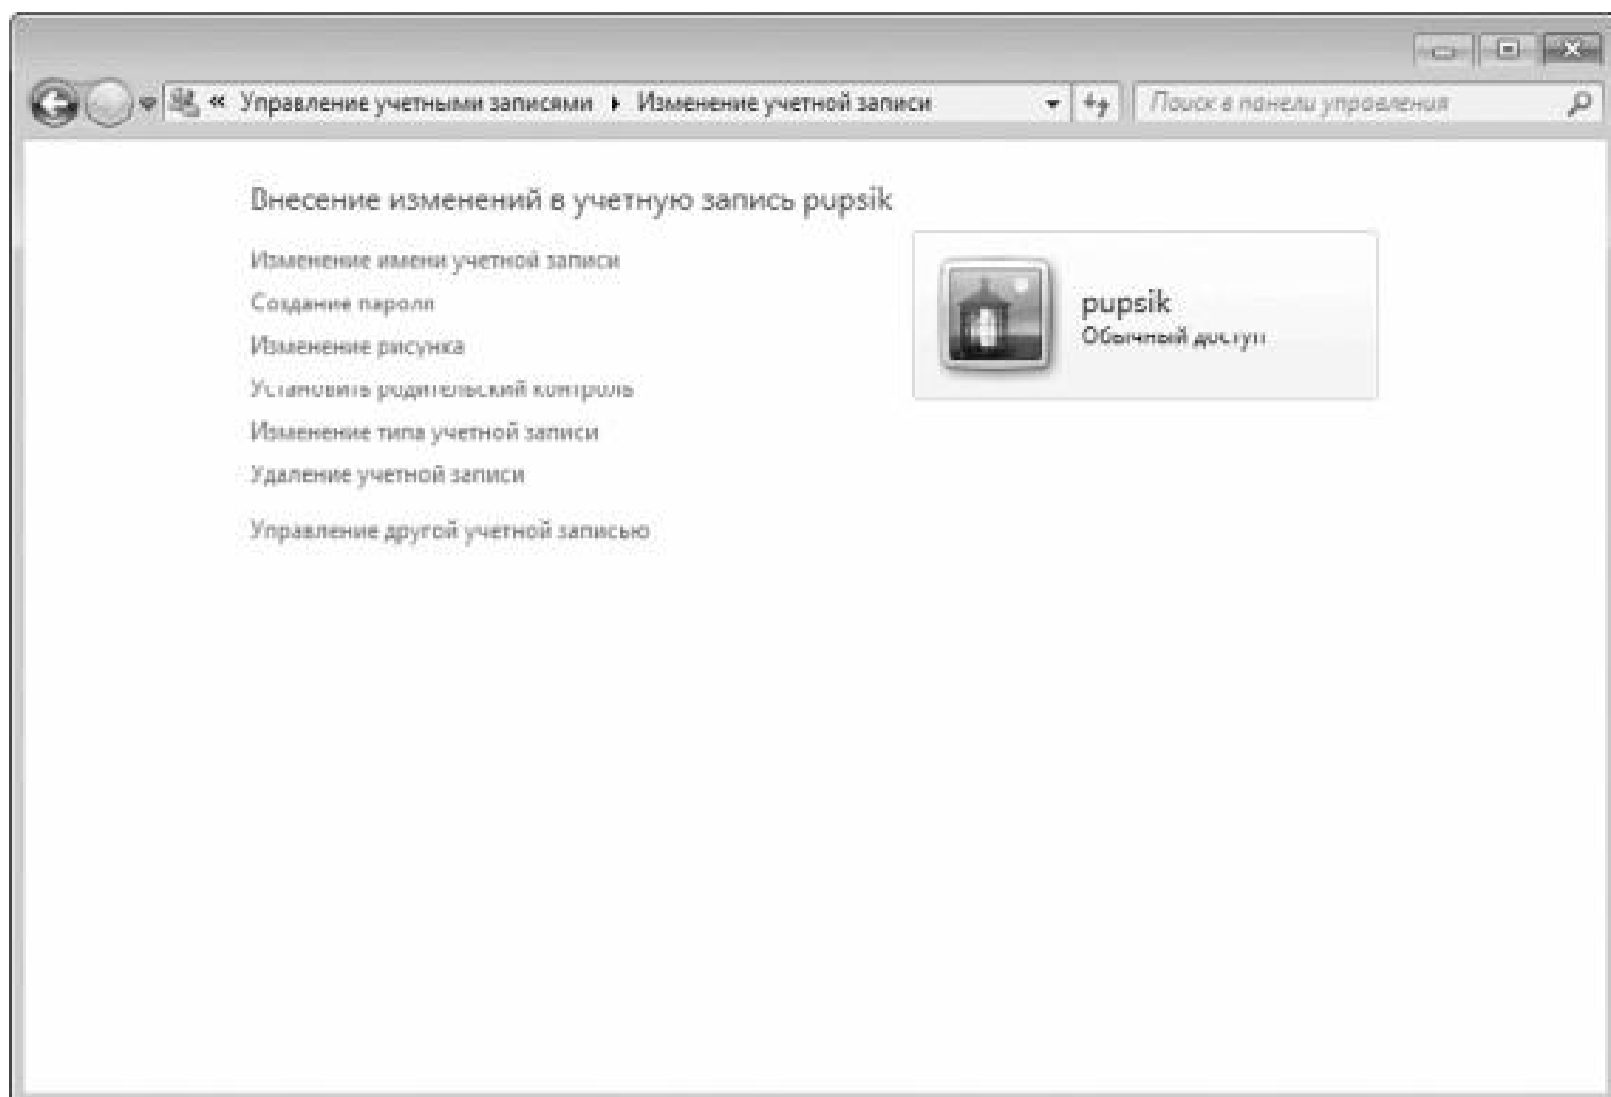 « Управление учетными записями Изменение учетной записи Поиск в панели управления
Внесение изменений в учетную запись pupsik
Изменение имени учетной записи
Создание пароля
Изменение рисунка
Установить родительский контроль
Изменение типа учетной записи
Удаление учетной записи
Управление другой учетной записью
pupsik
Обычный доступ